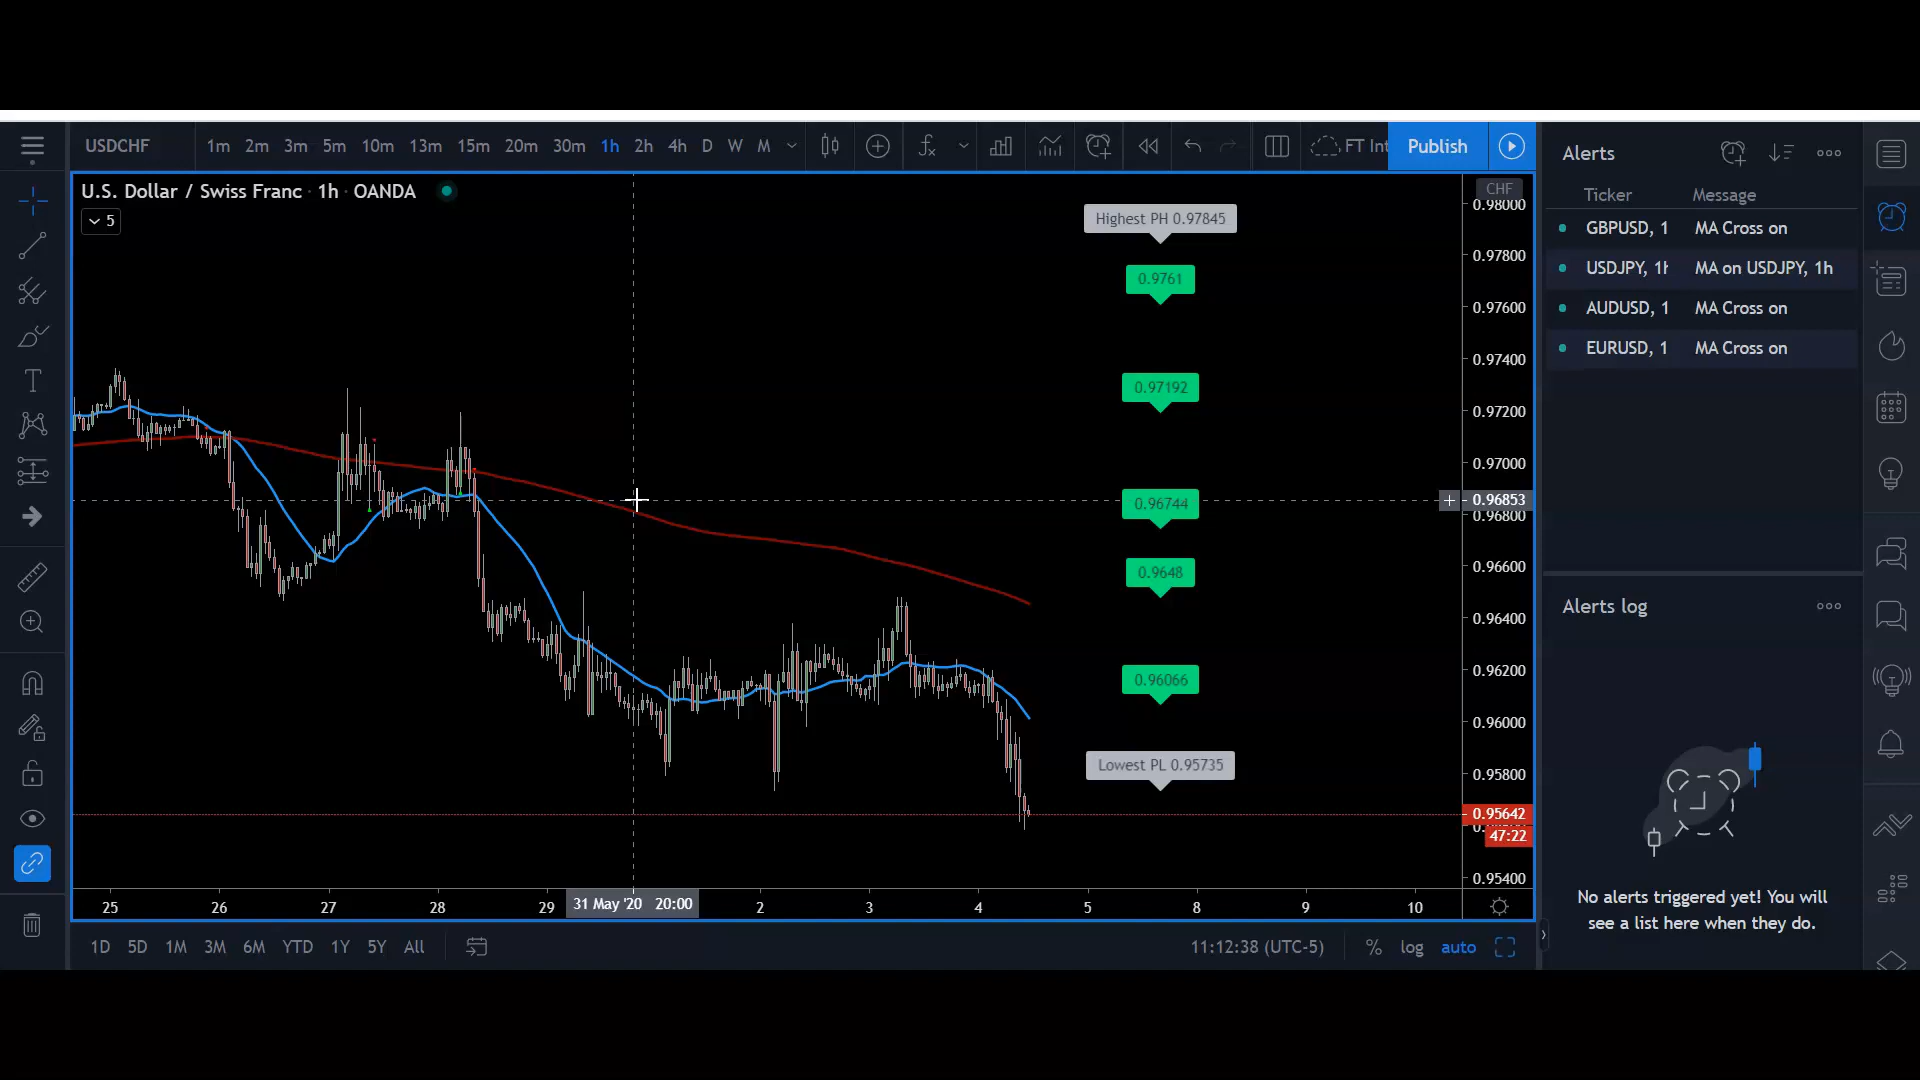 USDCHF 1m 2m 3m 5m 10m 13m 15m 20m 30m 1h 2h 4h D W M FT Int Publish
U.S. Dollar / Swiss Franc · 1h · OANDA
5
Highest PH 0.97845
0.9761
0.97192
0.96744
0.9648
0.96066
Lowest PL 0.95735
CHF
0.98000
0.97800
0.97600
0.97400
0.97200
0.97000
0.96853
0.96800
0.96600
0.96400
0.96200
0.96000
0.95800
0.95642
47:22
0.95400
25 26 27 28 29 31 May '20 20:00 2 3 4 5 8 9 10
1D 5D 1M 3M 6M YTD 1Y 5Y All 11:12:38 (UTC-5) % log auto
Alerts
Ticker Message
GBPUSD, 1 MA Cross on
USDJPY, 1h MA on USDJPY, 1h
AUDUSD, 1 MA Cross on
EURUSD, 1 MA Cross on
Alerts log
No alerts triggered yet! You will
see a list here when they do.